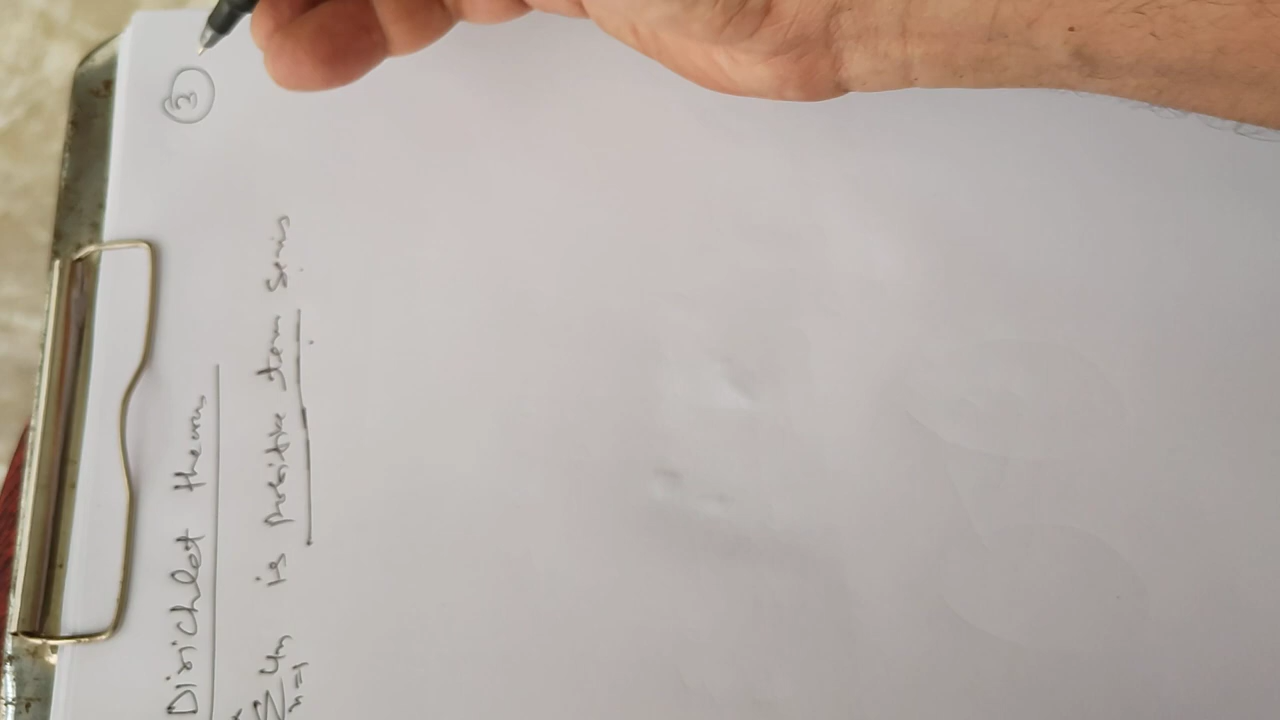 ③
Dirichlet theorem
∑ uₙ is positive term series
n=1